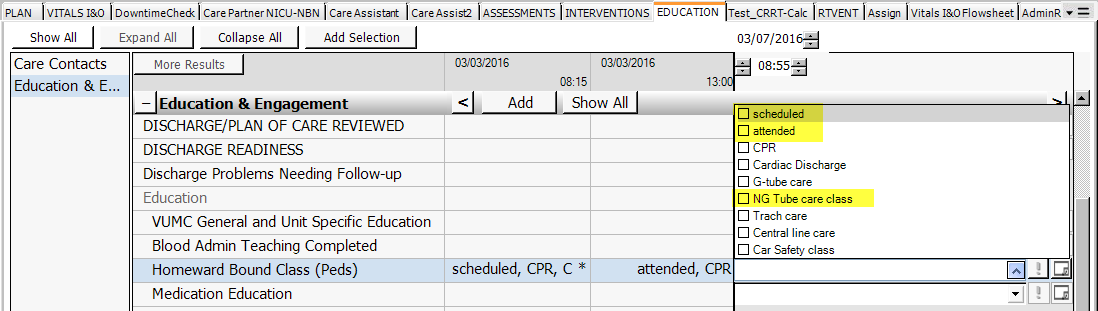 PLAN VITALS I&O DowntimeCheck Care Partner NICU-NBN Care Assistant Care Assist2 ASSESSMENTS INTERVENTIONS EDUCATION Test_CRRT-Calc RTVENT Assign Vitals I&O Flowsheet AdminR
Show All Expand All Collapse All Add Selection
03/07/2016
Care Contacts
Education & E...
More Results
03/03/2016 03/03/2016
08:55
08:15 13:00
− Education & Engagement < Add Show All >
DISCHARGE/PLAN OF CARE REVIEWED
DISCHARGE READINESS
Discharge Problems Needing Follow-up
Education
VUMC General and Unit Specific Education
Blood Admin Teaching Completed
Homeward Bound Class (Peds) scheduled, CPR, C * attended, CPR
Medication Education
scheduled
attended
CPR
Cardiac Discharge
G-tube care
NG Tube care class
Trach care
Central line care
Car Safety class